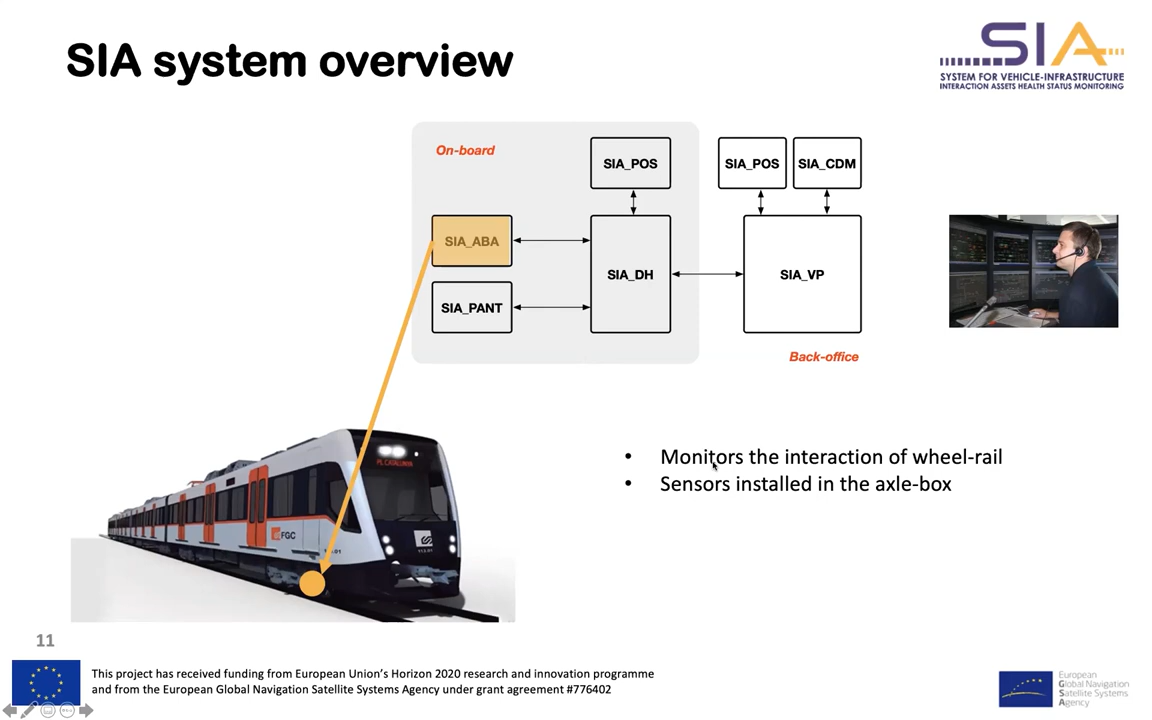 SIA system overview
SIA
SYSTEM FOR VEHICLE-INFRASTRUCTURE
INTERACTION ASSETS HEALTH STATUS MONITORING
On-board
SIA_POS
SIA_POS
SIA_CDM
SIA_ABA
SIA_DH
SIA_VP
SIA_PANT
Back-office
PL.CATALUNYA
FGC
• Monitors the interaction of wheel-rail
• Sensors installed in the axle-box
11
This project has received funding from European Union's Horizon 2020 research and innovation programme
and from the European Global Navigation Satellite Systems Agency under grant agreement #776402
European
Global Navigation
Satellite Systems
Agency